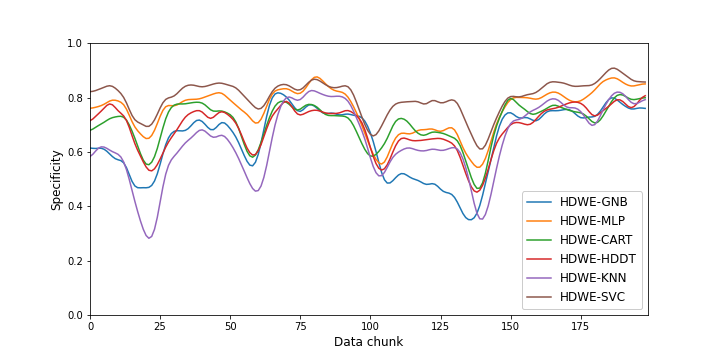 1.0
0.8
0.6
0.4
0.2
0.0
Specificity
0 25 50 75 100 125 150 175
Data chunk
HDWE-GNB
HDWE-MLP
HDWE-CART
HDWE-HDDT
HDWE-KNN
HDWE-SVC